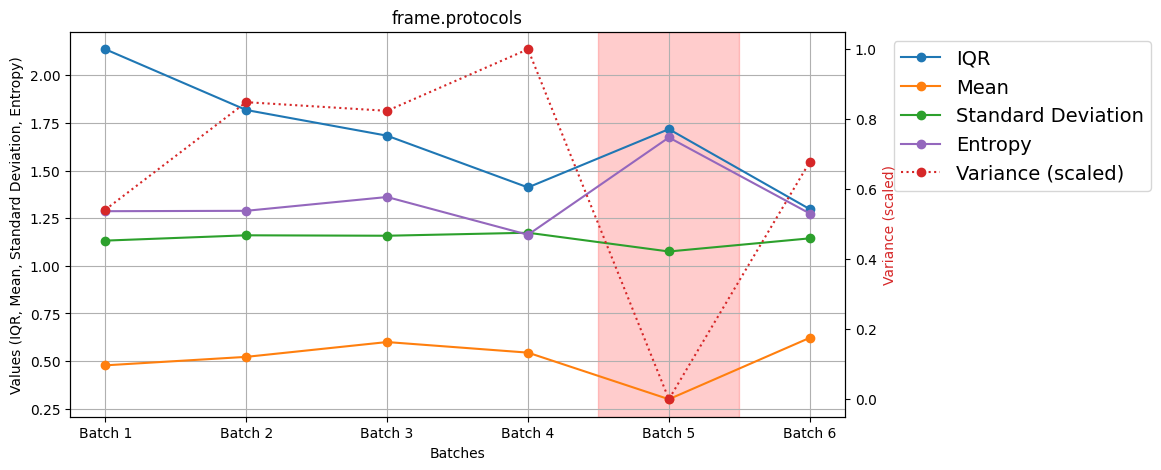 frame.protocols
Values (IQR, Mean, Standard Deviation, Entropy)
2.00
1.75
1.50
1.25
1.00
0.75
0.50
0.25
Batch 1 Batch 2 Batch 3 Batch 4 Batch 5 Batch 6
Batches
1.0
0.8
0.6
0.4
0.2
0.0
Variance (scaled)
IQR
Mean
Standard Deviation
Entropy
Variance (scaled)